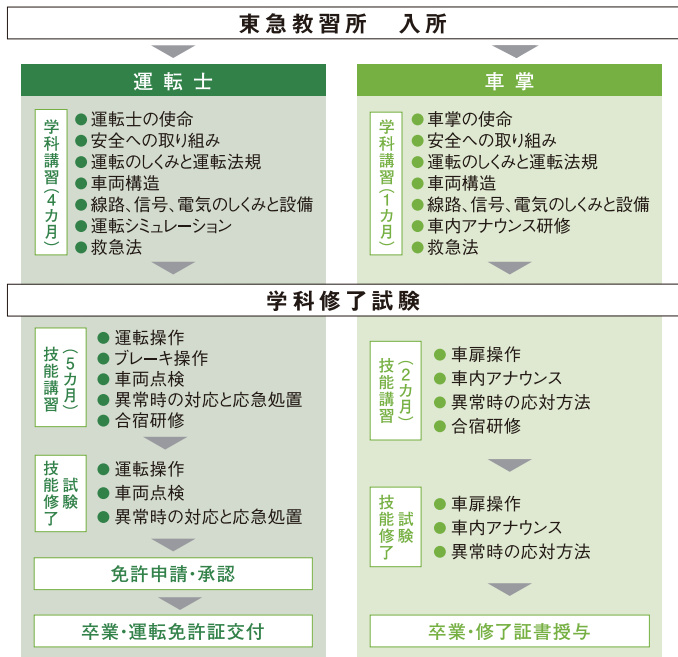 東急教習所　入所
運転士
学科講習(4カ月)
● 運転士の使命
● 安全への取り組み
● 運転のしくみと運転法規
● 車両構造
● 線路、信号、電気のしくみと設備
● 運転シミュレーション
● 救急法
車掌
学科講習(1カ月)
● 車掌の使命
● 安全への取り組み
● 運転のしくみと運転法規
● 車両構造
● 線路、信号、電気のしくみと設備
● 車内アナウンス研修
● 救急法
学科修了試験
技能講習
(5カ月)
● 運転操作
● ブレーキ操作
● 車両点検
● 異常時の対応と応急処置
● 合宿研修
技能修了
試験
● 運転操作
● 車両点検
● 異常時の対応と応急処置
免許申請・承認
卒業・運転免許証交付
技能講習
(2カ月)
● 車扉操作
● 車内アナウンス
● 異常時の応対方法
● 合宿研修
技能修了
試験
● 車扉操作
● 車内アナウンス
● 異常時の応対方法
卒業・修了証書授与